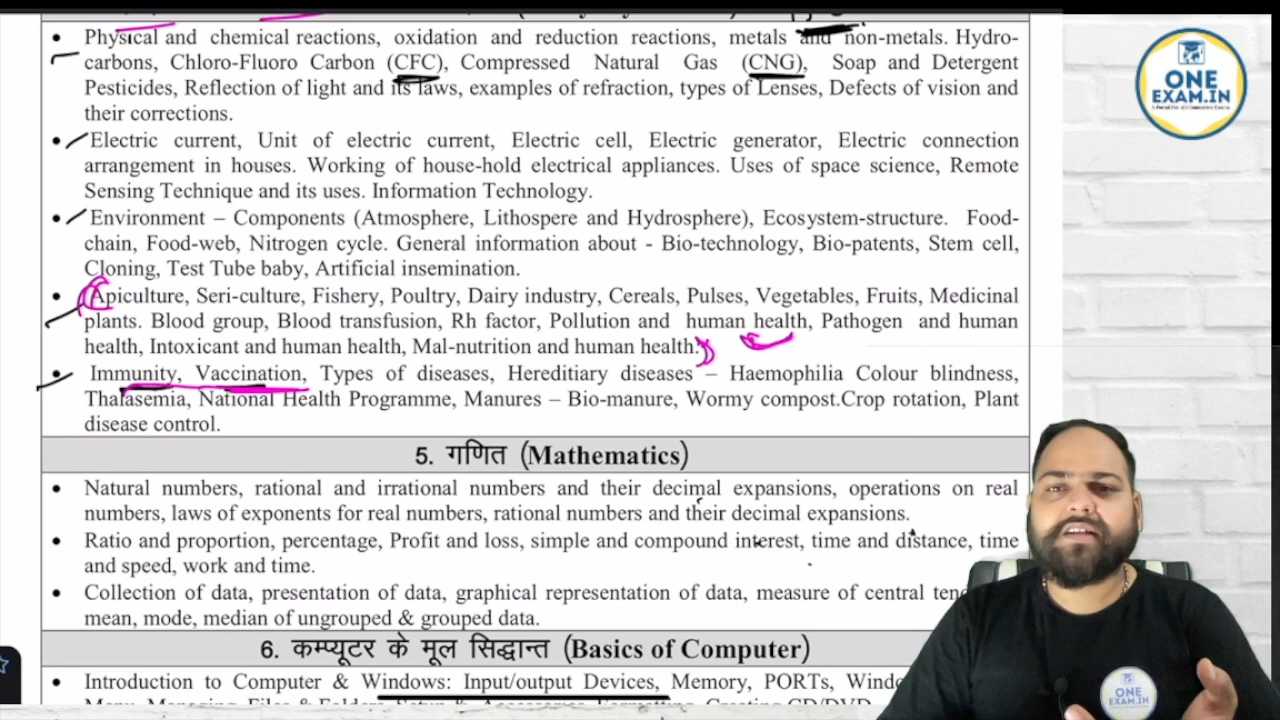 Physical and chemical reactions, oxidation and reduction reactions, metals and non-metals. Hydro-
carbons, Chloro-Fluoro Carbon (CFC), Compressed Natural Gas (CNG), Soap and Detergent
Pesticides, Reflection of light and its laws, examples of refraction, types of Lenses, Defects of vision and
their corrections.
Electric current, Unit of electric current, Electric cell, Electric generator, Electric connection
arrangement in houses. Working of house-hold electrical appliances. Uses of space science, Remote
Sensing Technique and its uses. Information Technology.
Environment – Components (Atmosphere, Lithospere and Hydrosphere), Ecosystem-structure. Food-
chain, Food-web, Nitrogen cycle. General information about - Bio-technology, Bio-patents, Stem cell,
Cloning, Test Tube baby, Artificial insemination.
Apiculture, Seri-culture, Fishery, Poultry, Dairy industry, Cereals, Pulses, Vegetables, Fruits, Medicinal
plants. Blood group, Blood transfusion, Rh factor, Pollution and human health, Pathogen and human
health, Intoxicant and human health, Mal-nutrition and human health.
Immunity, Vaccination, Types of diseases, Hereditiary diseases – Haemophilia Colour blindness,
Thalasemia, National Health Programme, Manures – Bio-manure, Wormy compost.Crop rotation, Plant
disease control.
5. गणित (Mathematics)
Natural numbers, rational and irrational numbers and their decimal expansions, operations on real
numbers, laws of exponents for real numbers, rational numbers and their decimal expansions.
Ratio and proportion, percentage, Profit and loss, simple and compound interest, time and distance, time
and speed, work and time.
Collection of data, presentation of data, graphical representation of data, measure of central
mean, mode, median of ungrouped & grouped data.
6. कम्प्यूटर के मूल सिद्धान्त (Basics of Computer)
Introduction to Computer & Windows: Input/output Devices, Memory, PORTs,
ONE
EXAM.IN
ONE
EXAM.IN